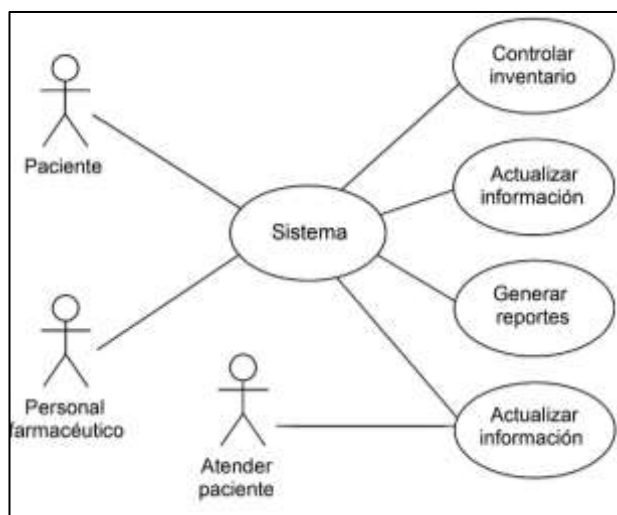 Controlar
inventario
Paciente
Actualizar
información
Sistema
Generar
reportes
Personal
farmacéutico
Atender
paciente
Actualizar
información